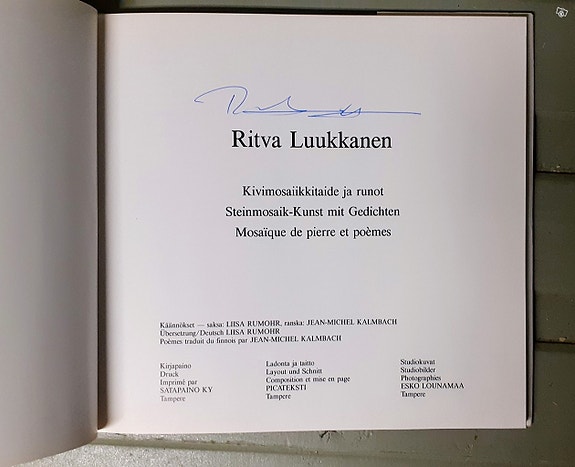 Ritva Luukkanen
Kivimosaiikkitaide ja runot
Steinmosaik-Kunst mit Gedichten
Mosaïque de pierre et poèmes
Käännökset — saksa: LIISA RUMOHR, ranska: JEAN-MICHEL KALMBACH
Übersetzung/Deutsch LIISA RUMOHR
Poèmes traduit du finnois par JEAN-MICHEL KALMBACH
Kirjapaino
Druck
Imprimé par
SATAPAINO KY
Tampere
Ladonta ja taitto
Layout und Schnitt
Composition et mise en page
PICATEKSTI
Tampere
Studiokuvat
Studiobilder
Photographies
ESKO LOUNAMAA
Tampere